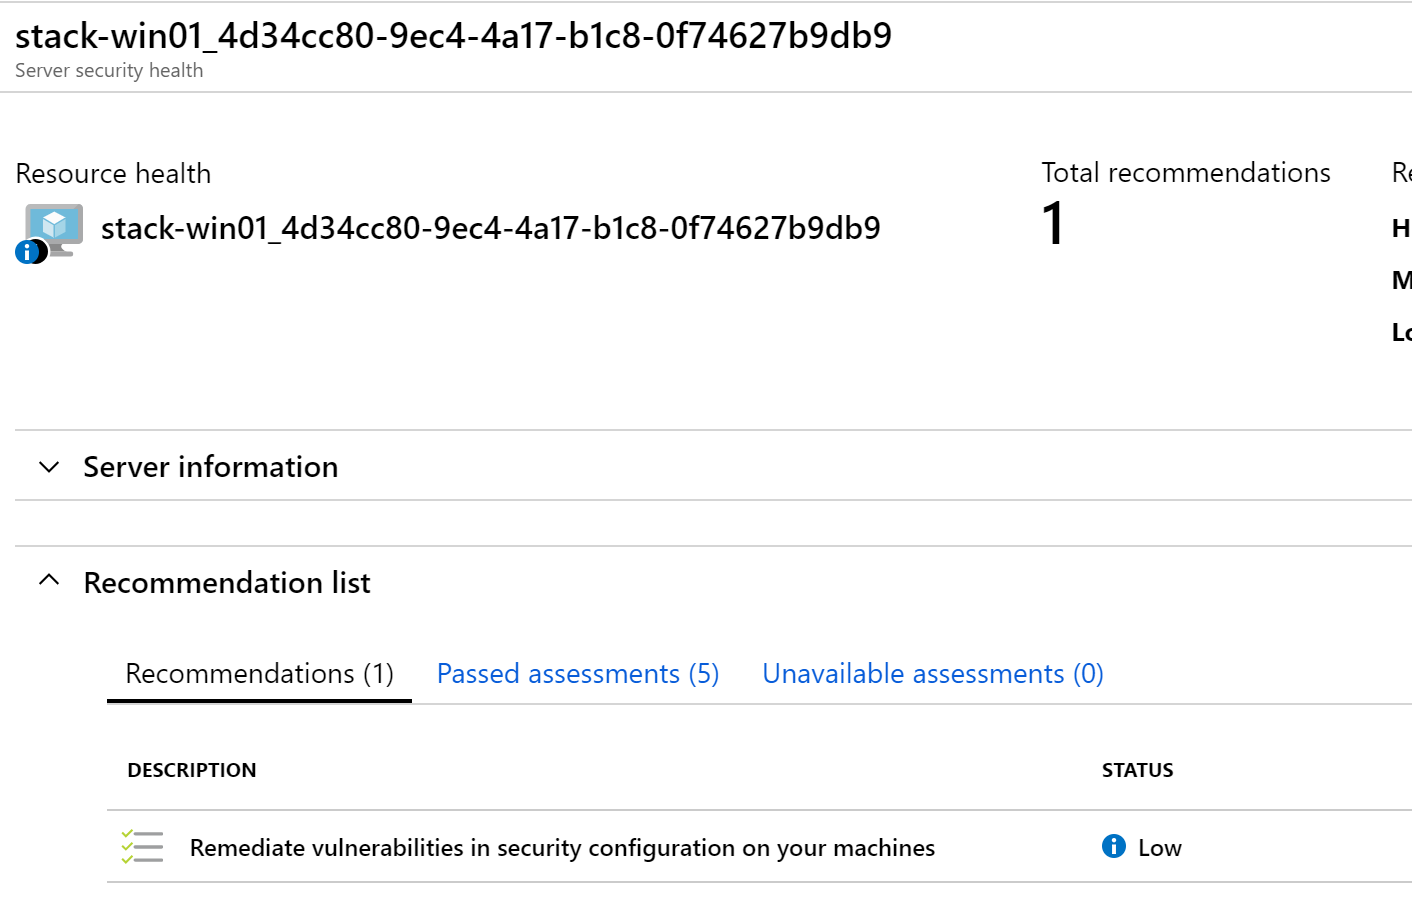 stack-win01_4d34cc80-9ec4-4a17-b1c8-0f74627b9db9
Server security health
Resource health
stack-win01_4d34cc80-9ec4-4a17-b1c8-0f74627b9db9
Total recommendations
1
Server information
Recommendation list
Recommendations (1) Passed assessments (5) Unavailable assessments (0)
DESCRIPTION STATUS
Remediate vulnerabilities in security configuration on your machines Low